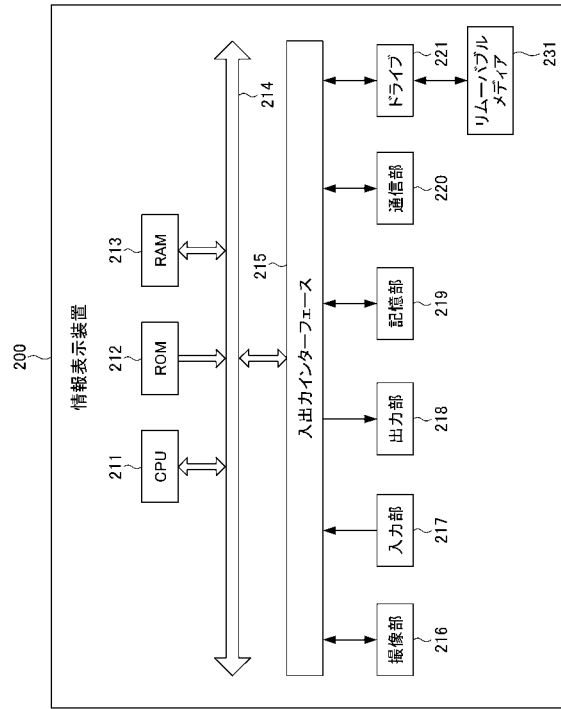 200
情報表示装置
211
212
213
CPU
ROM
RAM
214
215
入出力インターフェース
撮像部
入力部
出力部
記憶部
通信部
ドライブ
216
217
218
219
220
221
リムーバブル
メディア
231